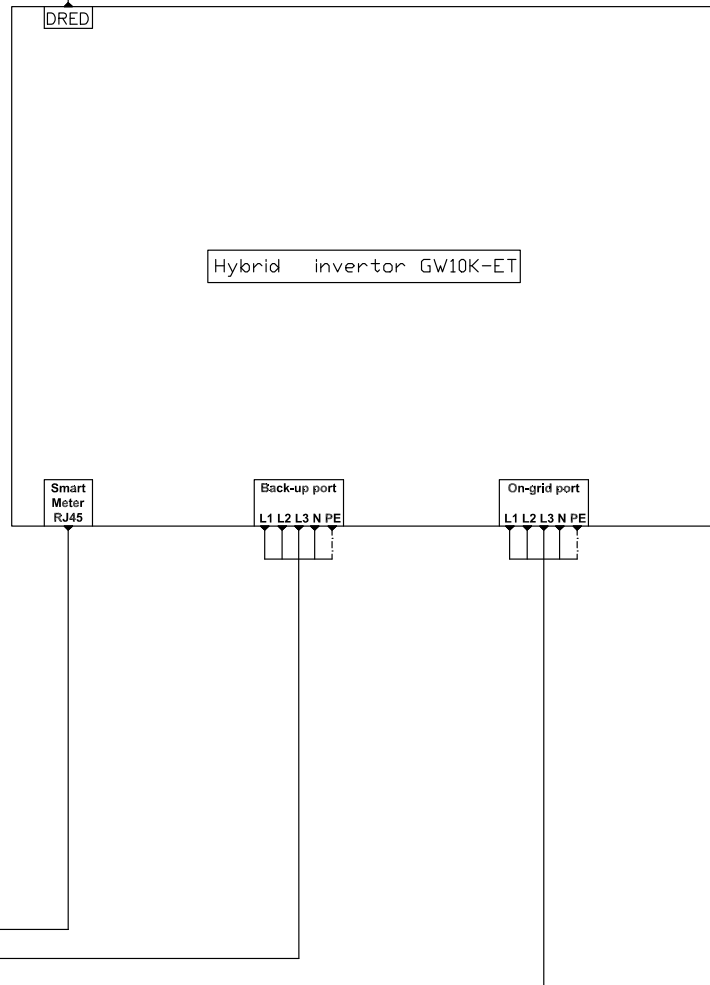 DRED
Hybrid invertor GW10K-ET
Smart
Meter
RJ45
Back-up port
L1 L2 L3 N PE
On-grid port
L1 L2 L3 N PE